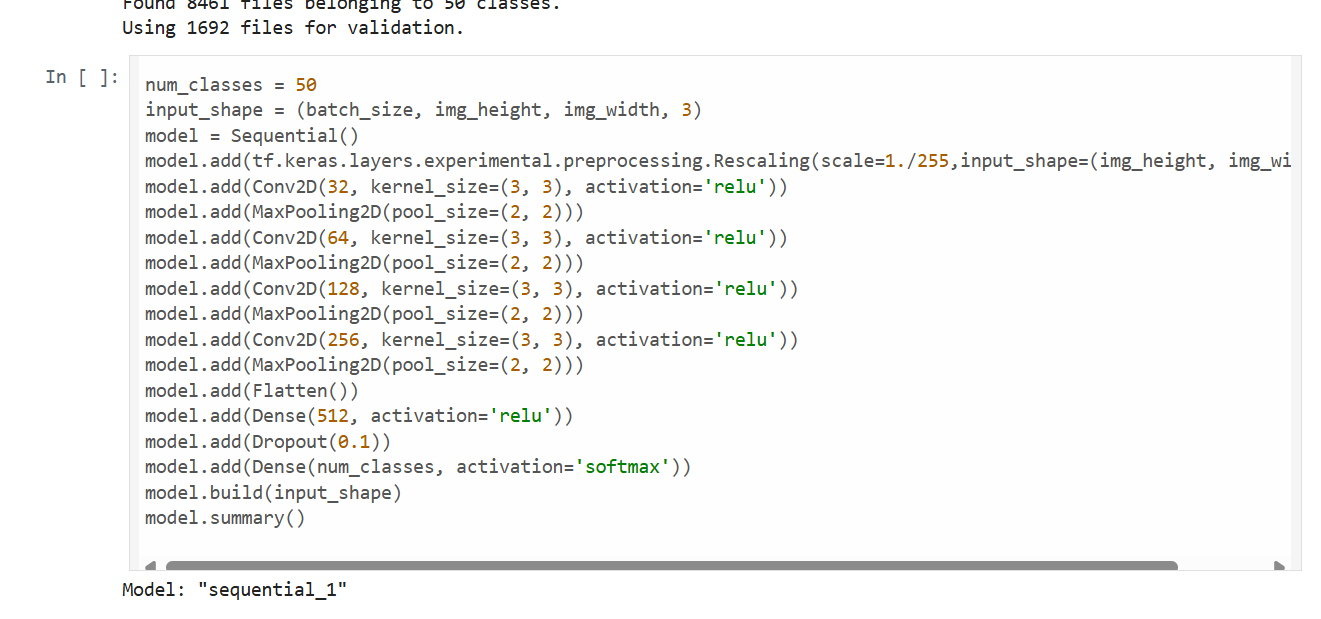 Found 8461 files belonging to 50 classes.
Using 1692 files for validation.
In [ ]:
num_classes = 50
input_shape = (batch_size, img_height, img_width, 3)
model = Sequential()
model.add(tf.keras.layers.experimental.preprocessing.Rescaling(scale=1./255,input_shape=(img_height, img_wi
model.add(Conv2D(32, kernel_size=(3, 3), activation='relu'))
model.add(MaxPooling2D(pool_size=(2, 2)))
model.add(Conv2D(64, kernel_size=(3, 3), activation='relu'))
model.add(MaxPooling2D(pool_size=(2, 2)))
model.add(Conv2D(128, kernel_size=(3, 3), activation='relu'))
model.add(MaxPooling2D(pool_size=(2, 2)))
model.add(Conv2D(256, kernel_size=(3, 3), activation='relu'))
model.add(MaxPooling2D(pool_size=(2, 2)))
model.add(Flatten())
model.add(Dense(512, activation='relu'))
model.add(Dropout(0.1))
model.add(Dense(num_classes, activation='softmax'))
model.build(input_shape)
model.summary()
Model: "sequential_1"